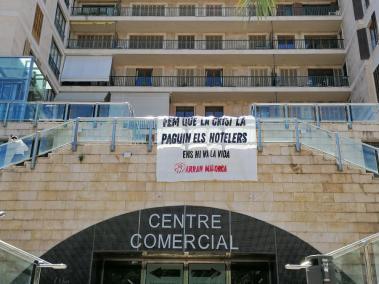 FEM QUE LA CRISI LA
PAGUIN ELS HOTELERS
ENS HI VA LA VIDA
ARRAN MALLORCA
CENTRE
COMERCIAL